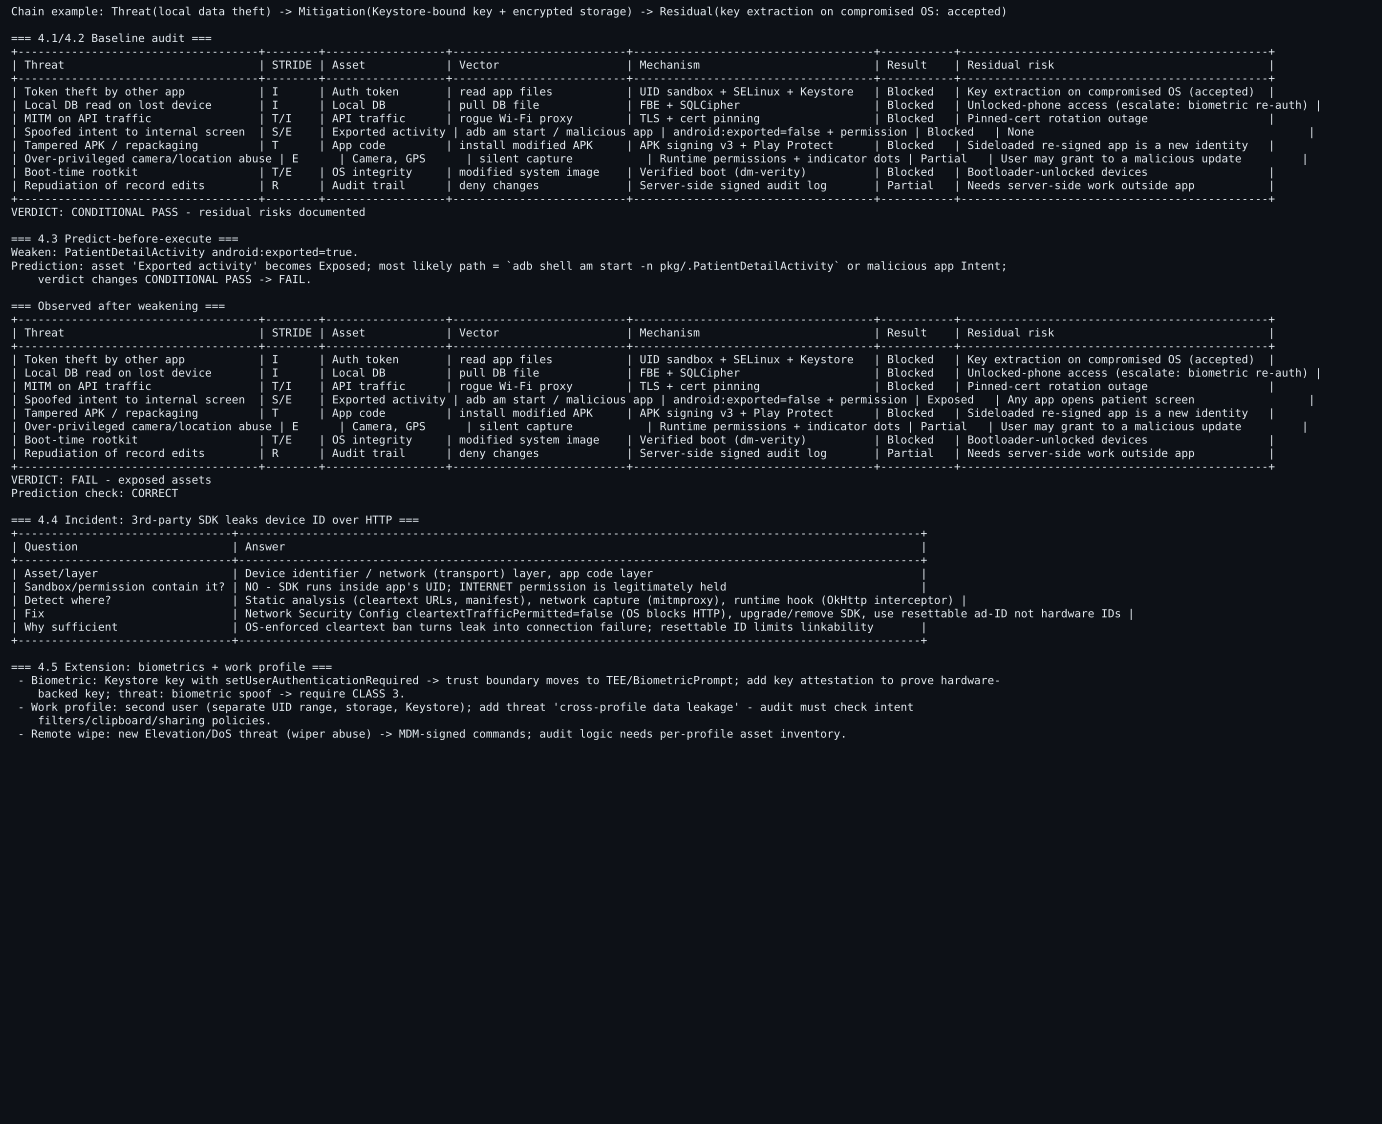 Chain example: Threat(local data theft) -> Mitigation(Keystore-bound key + encrypted storage) -> Residual(key extraction on compromised OS: accepted)
=== 4.1/4.2 Baseline audit ===
+------------------------------------+--------+------------------+--------------------------+------------------------------------+-----------+----------------------------------------------+
| Threat                             | STRIDE | Asset            | Vector                   | Mechanism                          | Result    | Residual risk                                |
+------------------------------------+--------+------------------+--------------------------+------------------------------------+-----------+----------------------------------------------+
| Token theft by other app           | I      | Auth token       | read app files           | UID sandbox + SELinux + Keystore   | Blocked   | Key extraction on compromised OS (accepted)  |
| Local DB read on lost device       | I      | Local DB         | pull DB file             | FBE + SQLCipher                    | Blocked   | Unlocked-phone access (escalate: biometric re-auth) |
| MITM on API traffic                | T/I    | API traffic      | rogue Wi-Fi proxy        | TLS + cert pinning                 | Blocked   | Pinned-cert rotation outage                  |
| Spoofed intent to internal screen  | S/E    | Exported activity | adb am start / malicious app | android:exported=false + permission | Blocked   | None                                         |
| Tampered APK / repackaging         | T      | App code         | install modified APK     | APK signing v3 + Play Protect      | Blocked   | Sideloaded re-signed app is a new identity   |
| Over-privileged camera/location abuse | E      | Camera, GPS      | silent capture           | Runtime permissions + indicator dots | Partial   | User may grant to a malicious update         |
| Boot-time rootkit                  | T/E    | OS integrity     | modified system image    | Verified boot (dm-verity)          | Blocked   | Bootloader-unlocked devices                  |
| Repudiation of record edits        | R      | Audit trail      | deny changes             | Server-side signed audit log       | Partial   | Needs server-side work outside app           |
+------------------------------------+--------+------------------+--------------------------+------------------------------------+-----------+----------------------------------------------+
VERDICT: CONDITIONAL PASS - residual risks documented
=== 4.3 Predict-before-execute ===
Weaken: PatientDetailActivity android:exported=true.
Prediction: asset 'Exported activity' becomes Exposed; most likely path = `adb shell am start -n pkg/.PatientDetailActivity` or malicious app Intent;
    verdict changes CONDITIONAL PASS -> FAIL.
=== Observed after weakening ===
+------------------------------------+--------+------------------+--------------------------+------------------------------------+-----------+----------------------------------------------+
| Threat                             | STRIDE | Asset            | Vector                   | Mechanism                          | Result    | Residual risk                                |
+------------------------------------+--------+------------------+--------------------------+------------------------------------+-----------+----------------------------------------------+
| Token theft by other app           | I      | Auth token       | read app files           | UID sandbox + SELinux + Keystore   | Blocked   | Key extraction on compromised OS (accepted)  |
| Local DB read on lost device       | I      | Local DB         | pull DB file             | FBE + SQLCipher                    | Blocked   | Unlocked-phone access (escalate: biometric re-auth) |
| MITM on API traffic                | T/I    | API traffic      | rogue Wi-Fi proxy        | TLS + cert pinning                 | Blocked   | Pinned-cert rotation outage                  |
| Spoofed intent to internal screen  | S/E    | Exported activity | adb am start / malicious app | android:exported=false + permission | Exposed   | Any app opens patient screen                 |
| Tampered APK / repackaging         | T      | App code         | install modified APK     | APK signing v3 + Play Protect      | Blocked   | Sideloaded re-signed app is a new identity   |
| Over-privileged camera/location abuse | E      | Camera, GPS      | silent capture           | Runtime permissions + indicator dots | Partial   | User may grant to a malicious update         |
| Boot-time rootkit                  | T/E    | OS integrity     | modified system image    | Verified boot (dm-verity)          | Blocked   | Bootloader-unlocked devices                  |
| Repudiation of record edits        | R      | Audit trail      | deny changes             | Server-side signed audit log       | Partial   | Needs server-side work outside app           |
+------------------------------------+--------+------------------+--------------------------+------------------------------------+-----------+----------------------------------------------+
VERDICT: FAIL - exposed assets
Prediction check: CORRECT
=== 4.4 Incident: 3rd-party SDK leaks device ID over HTTP ===
+--------------------------------+------------------------------------------------------------------------------------------------------+
| Question                       | Answer                                                                                               |
+--------------------------------+------------------------------------------------------------------------------------------------------+
| Asset/layer                    | Device identifier / network (transport) layer, app code layer                                        |
| Sandbox/permission contain it? | NO - SDK runs inside app's UID; INTERNET permission is legitimately held                             |
| Detect where?                  | Static analysis (cleartext URLs, manifest), network capture (mitmproxy), runtime hook (OkHttp interceptor) |
| Fix                            | Network Security Config cleartextTrafficPermitted=false (OS blocks HTTP), upgrade/remove SDK, use resettable ad-ID not hardware IDs |
| Why sufficient                 | OS-enforced cleartext ban turns leak into connection failure; resettable ID limits linkability       |
+--------------------------------+------------------------------------------------------------------------------------------------------+
=== 4.5 Extension: biometrics + work profile ===
 - Biometric: Keystore key with setUserAuthenticationRequired -> trust boundary moves to TEE/BiometricPrompt; add key attestation to prove hardware-
    backed key; threat: biometric spoof -> require CLASS 3.
 - Work profile: second user (separate UID range, storage, Keystore); add threat 'cross-profile data leakage' - audit must check intent
    filters/clipboard/sharing policies.
 - Remote wipe: new Elevation/DoS threat (wiper abuse) -> MDM-signed commands; audit logic needs per-profile asset inventory.